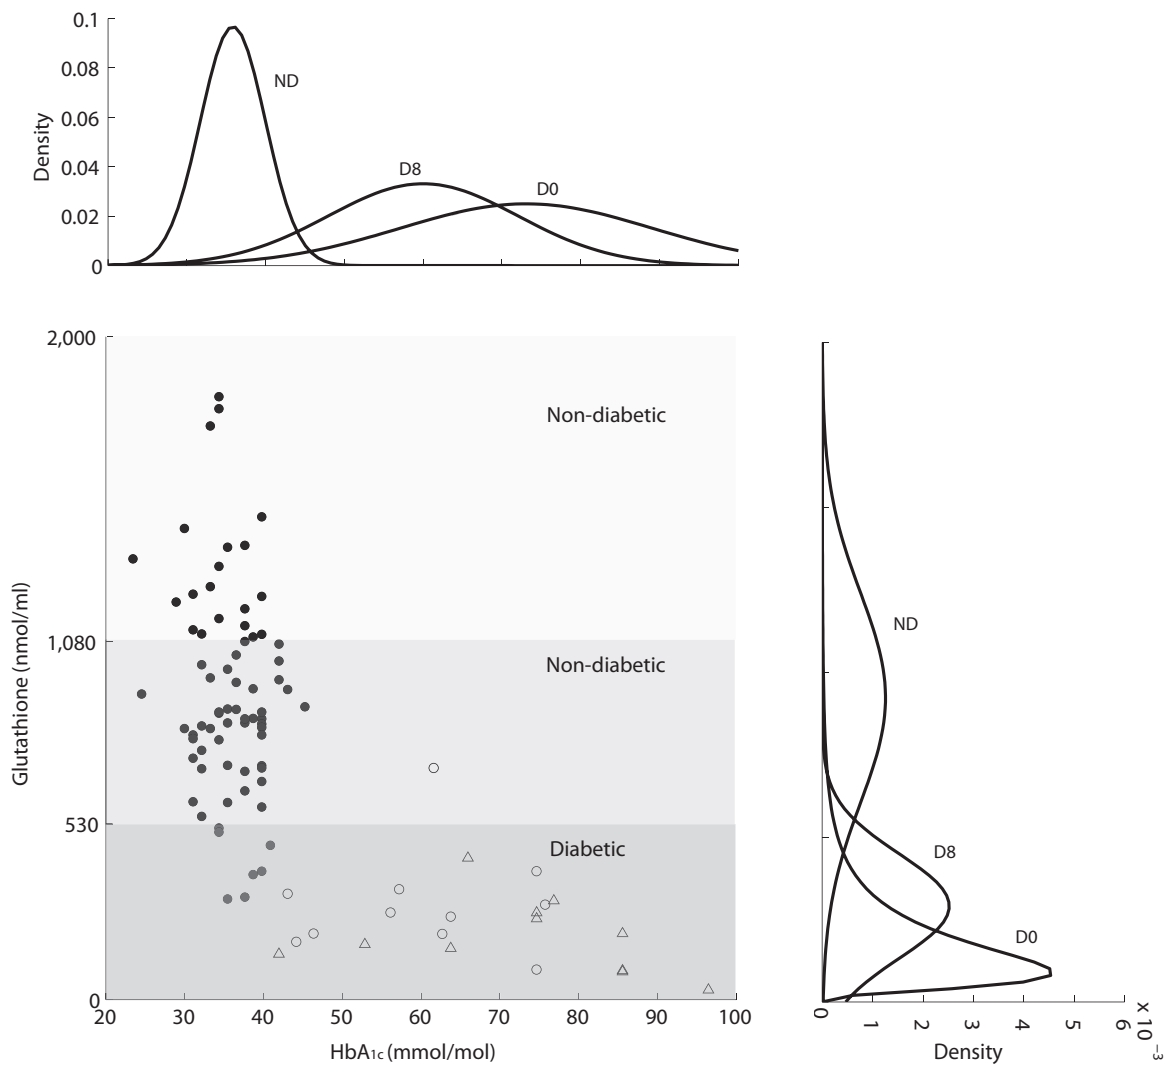 0.1
ND
0.08
0.06
Density
D8
0.04
D0
0.02
0
2,000
Non-diabetic
ND
1,080
Non-diabetic
Glutathione (nmol/ml)
530
Diabetic
D8
D0
0
20 30 40 50 60 70 80 90 100
HbA1c (mmol/mol)
0 1 2 3 4 5 6
x 10−3
Density